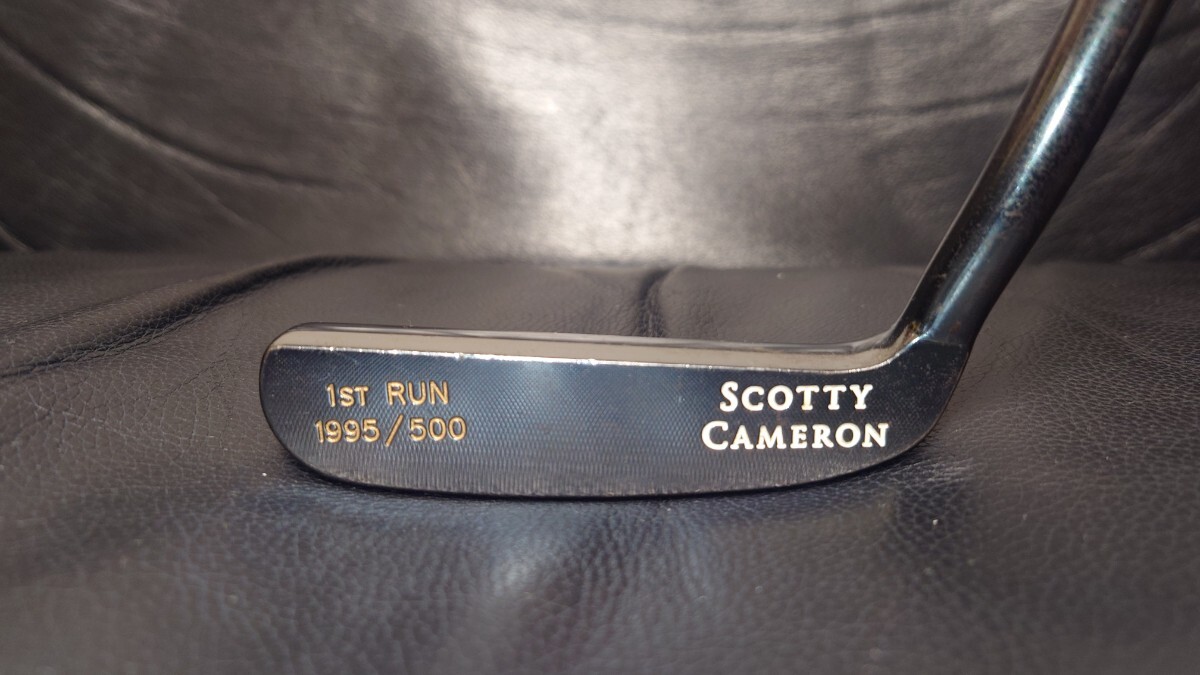 1ST RUN
1995/500
SCOTTY
CAMERON